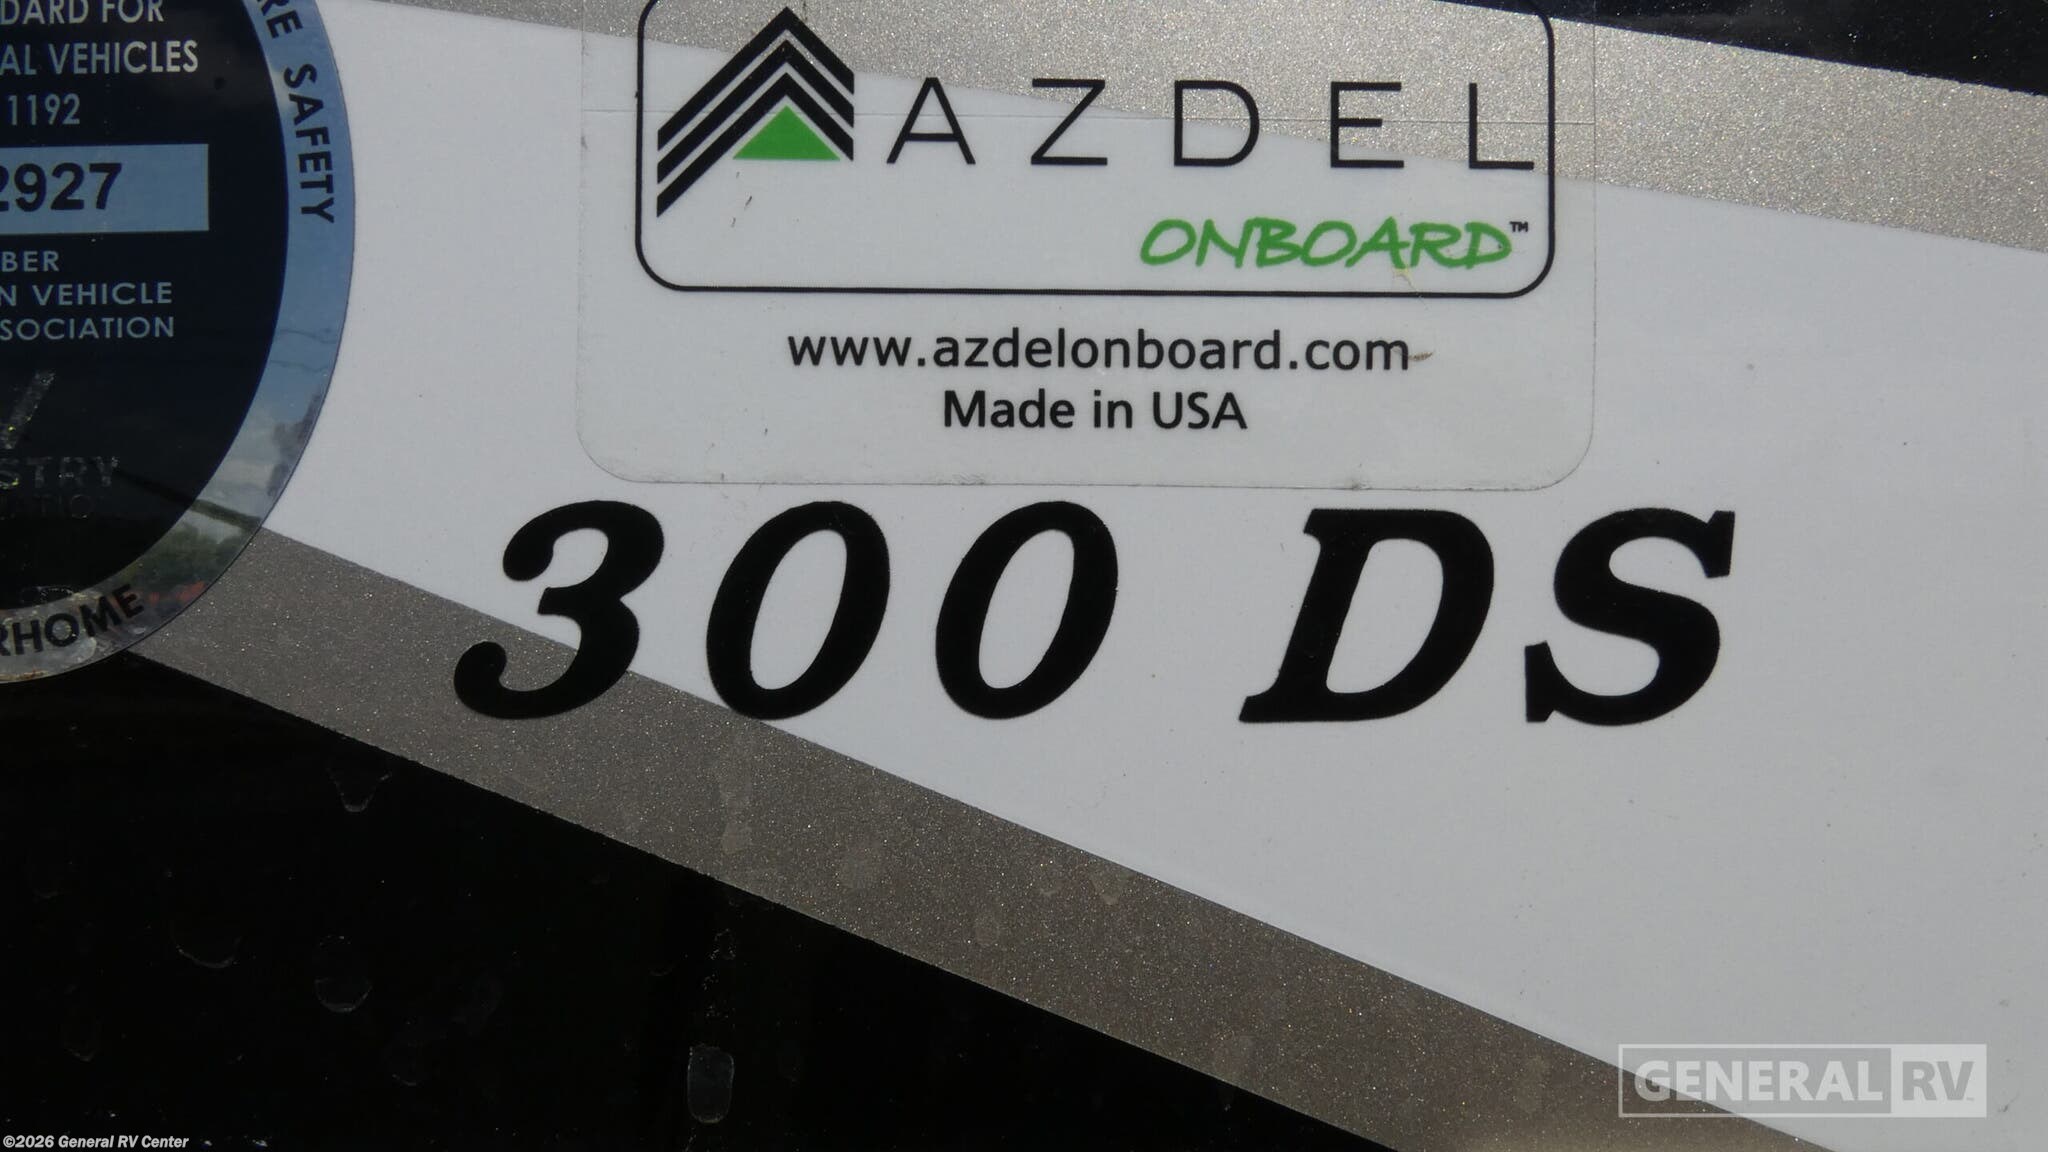 DARD FOR
AL VEHICLES
1192
2927
BER
N VEHICLE
SOCIATION
STRY
RE SAFETY
RHOME
AZDEL
ONBOARD™
www.azdelonboard.com
Made in USA
300 DS
GENERAL RV
©2026 General RV Center